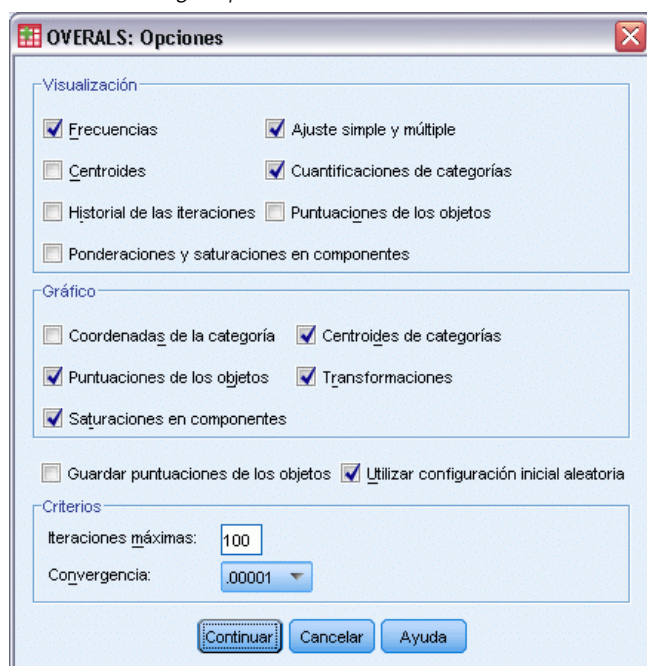 OVERALS: Opciones
Visualización
Frecuencias Ajuste simple y múltiple
Centroides Cuantificaciones de categorías
Historial de las iteraciones Puntuaciones de los objetos
Ponderaciones y saturaciones en componentes
Gráfico
Coordenadas de la categoría Centroides de categorías
Puntuaciones de los objetos Transformaciones
Saturaciones en componentes
Guardar puntuaciones de los objetos Utilizar configuración inicial aleatoria
Criterios
Iteraciones máximas: 100
Convergencia: .00001
Continuar Cancelar Ayuda